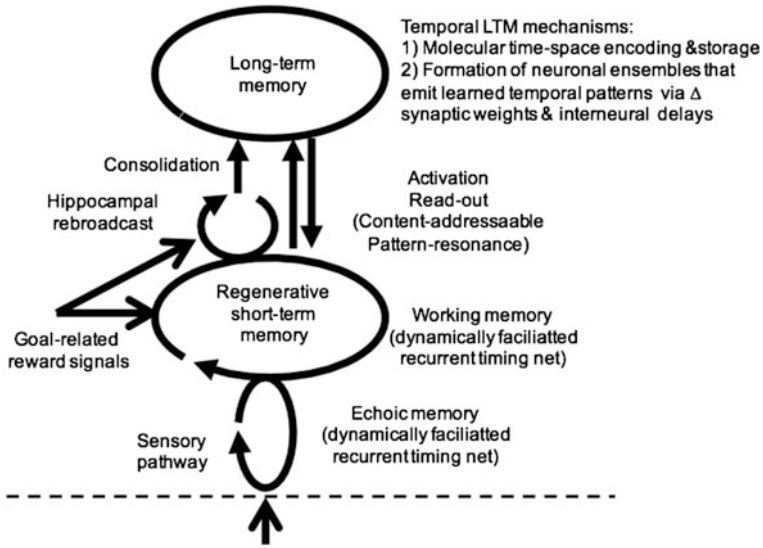 Temporal LTM mechanisms:
1) Molecular time-space encoding &storage
2) Formation of neuronal ensembles that
emit learned temporal patterns via Δ
synaptic weights & interneural delays
Long-term
memory
Consolidation
Hippocampal
rebroadcast
Activation
Read-out
(Content-addressaable
Pattern-resonance)
Regenerative
short-term
memory
Working memory
(dynamically faciliatted
recurrent timing net)
Goal-related
reward signals
Echoic memory
(dynamically faciliatted
recurrent timing net)
Sensory
pathway